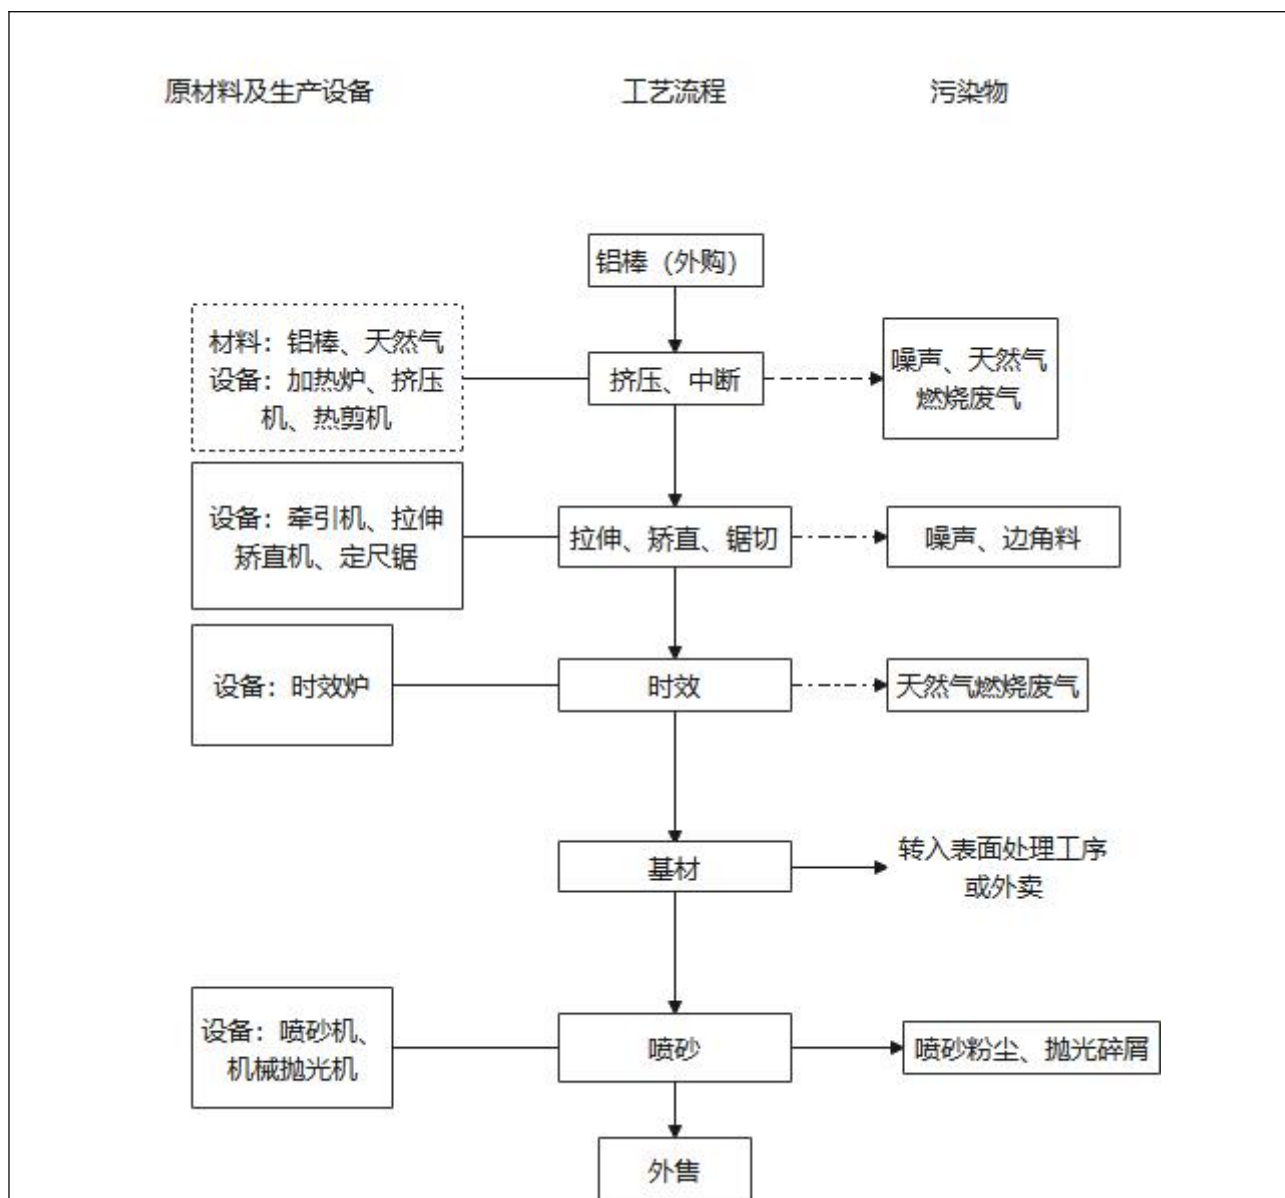 原材料及生产设备
工艺流程
污染物
铝棒（外购）
材料：铝棒、天然气
设备：加热炉、挤压
机、热剪机
挤压、中断
噪声、天然气
燃烧废气
设备：牵引机、拉伸
矫直机、定尺锯
拉伸、矫直、锯切
噪声、边角料
设备：时效炉
时效
天然气燃烧废气
基材
转入表面处理工序
或外卖
设备：喷砂机、
机械抛光机
喷砂
喷砂粉尘、抛光碎屑
外售